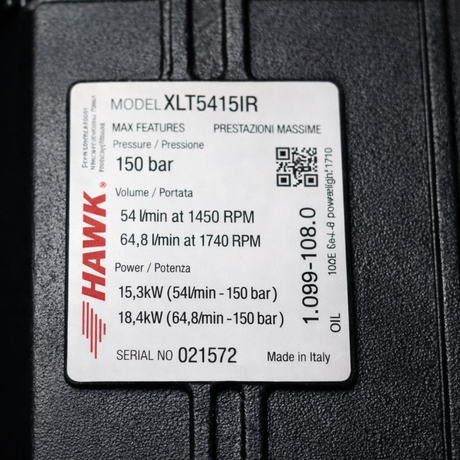 MODEL XLT5415IR
MAX FEATURES PRESTAZIONI MASSIME
Pressure / Pressione
150 bar
Volume / Portata
54 l/min at 1450 RPM
64,8 l/min at 1740 RPM
Power / Potenza
15,3kW (54l/min - 150 bar)
18,4kW (64,8/min - 150 bar)
SERIAL NO 021572
Made in Italy
HAWK®
1.099-108.0
OIL